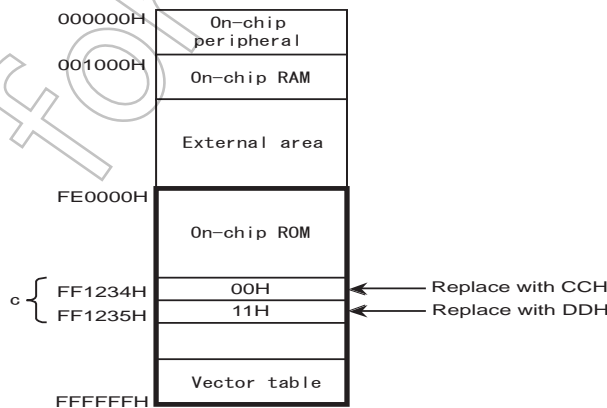 000000H
On-chip
peripheral
001000H
On-chip RAM
External area
FE0000H
On-chip ROM
c
FF1234H
00H
Replace with CCH
FF1235H
11H
Replace with DDH
Vector table
FFFFFFH
for